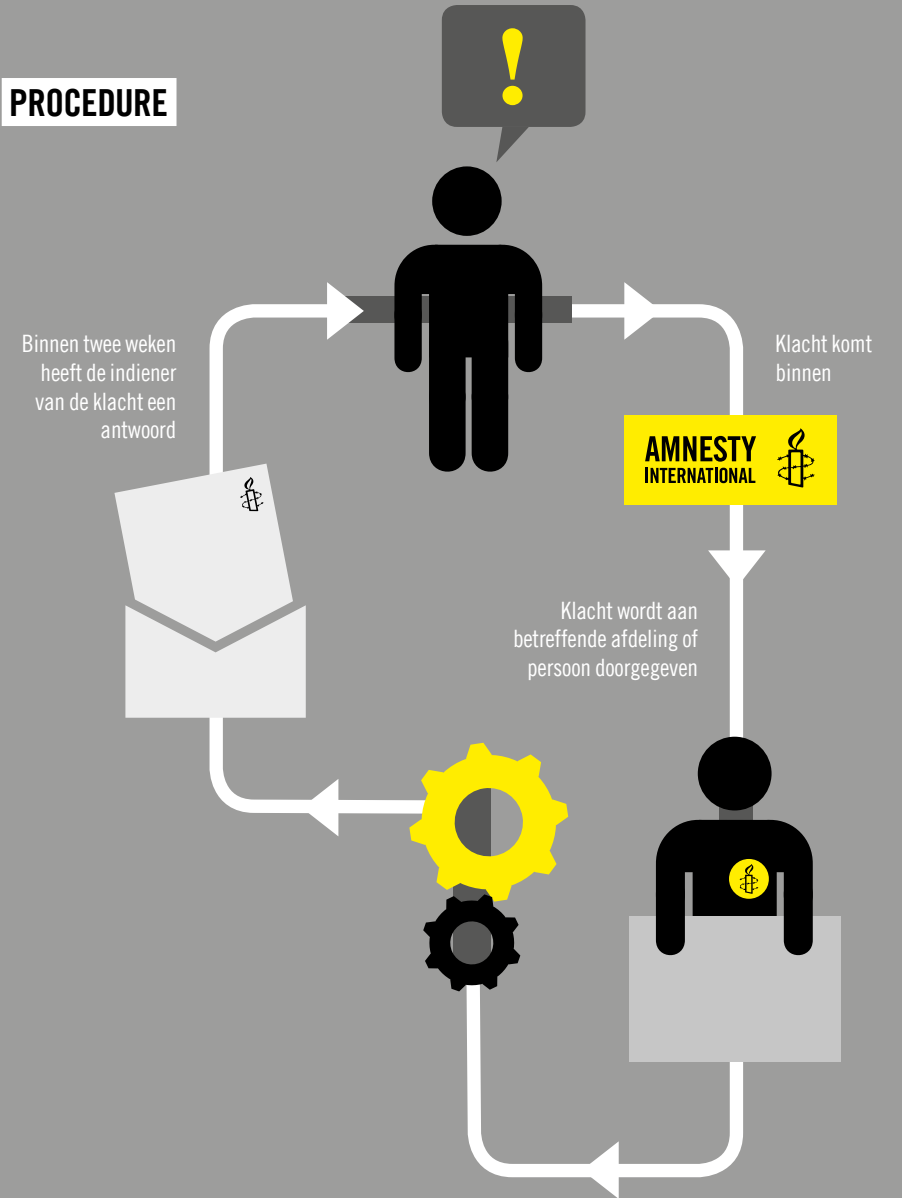 !
PROCEDURE
Klacht komt
binnen
AMNESTY
INTERNATIONAL
Klacht wordt aan
betreffende afdeling of
persoon doorgegeven
Binnen twee weken
heeft de indiener
van de klacht een
antwoord